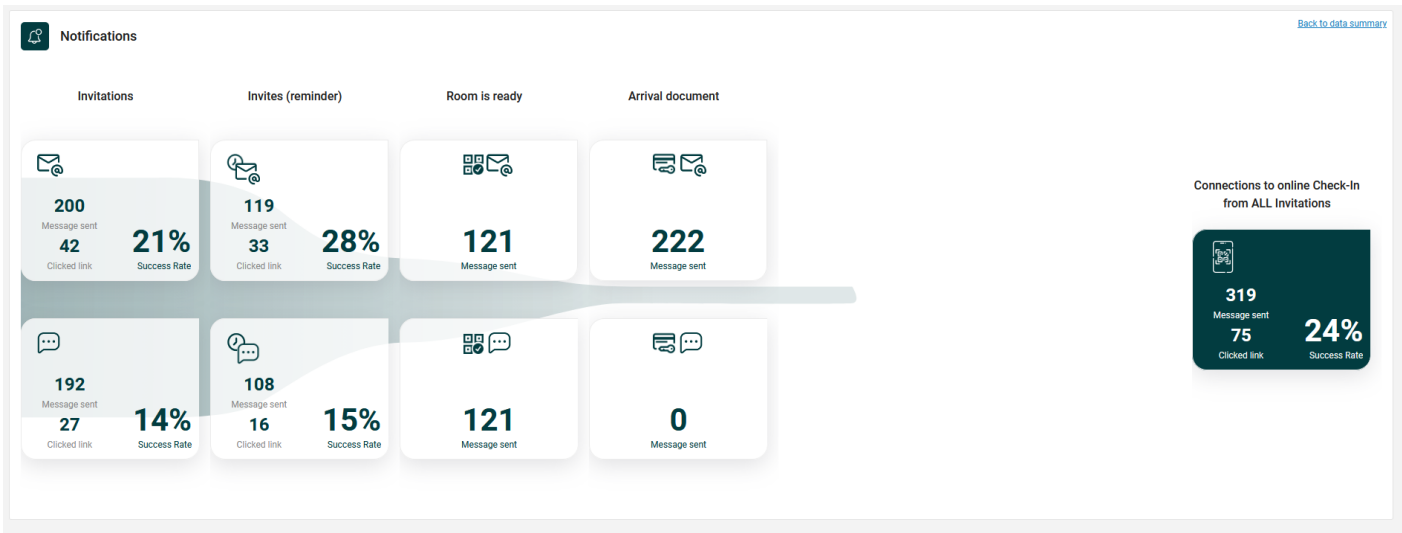 Back to data summary
Notifications
Invitations
Invites (reminder)
Room is ready
Arrival document
200
Message sent
42
Clicked link
21%
Success Rate
119
Message sent
33
Clicked link
28%
Success Rate
121
Message sent
222
Message sent
192
Message sent
27
Clicked link
14%
Success Rate
108
Message sent
16
Clicked link
15%
Success Rate
121
Message sent
0
Message sent
Connections to online Check-In
from ALL Invitations
319
Message sent
75
Clicked link
24%
Success Rate